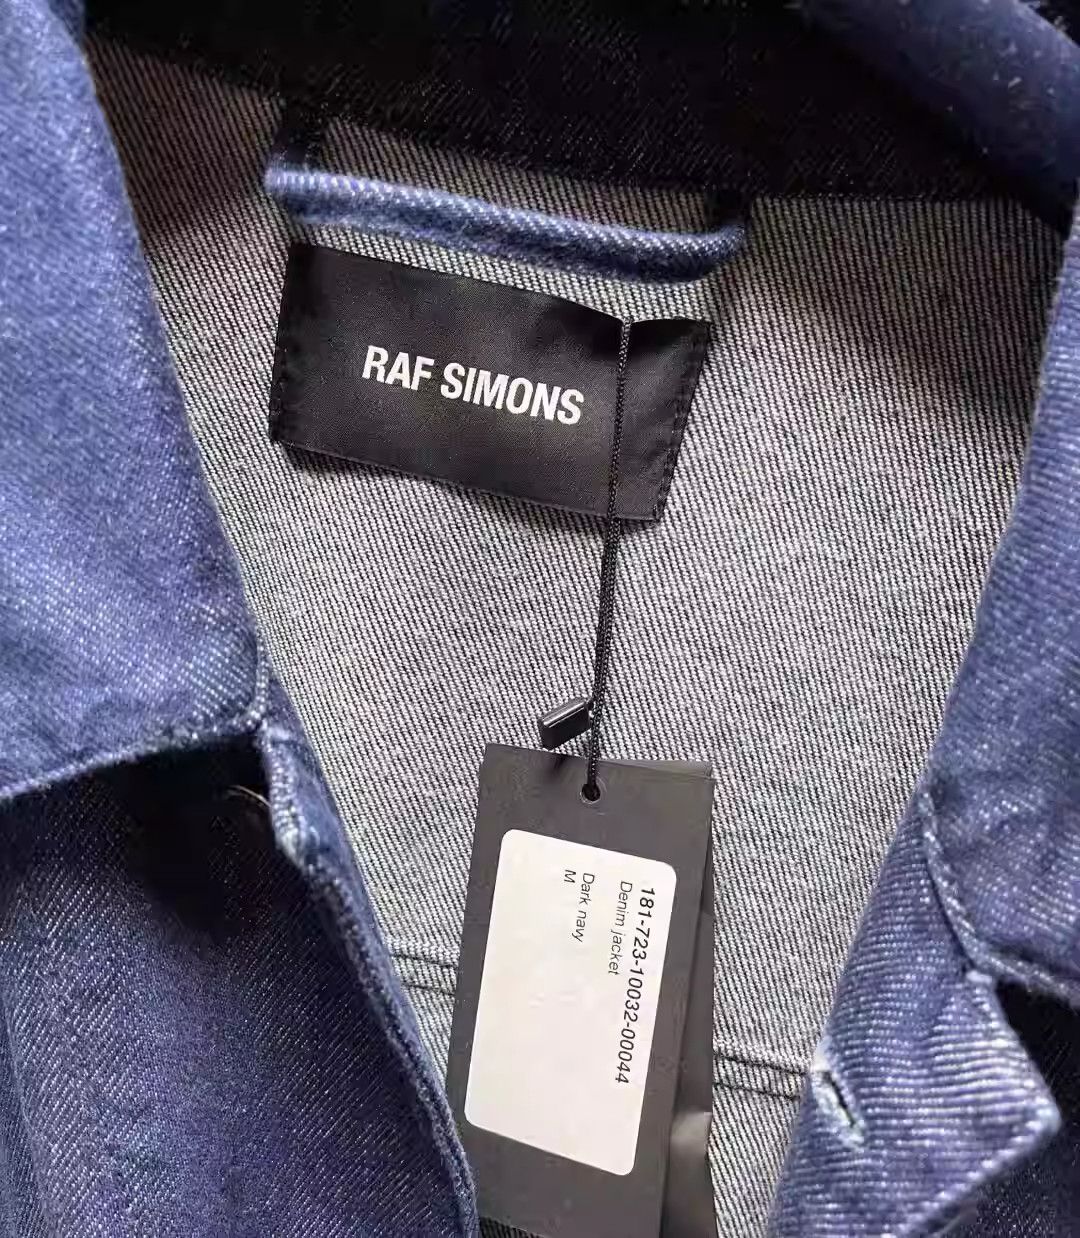 RAF SIMONS
181-723-10032-00044
Denim jacket
Dark navy
M